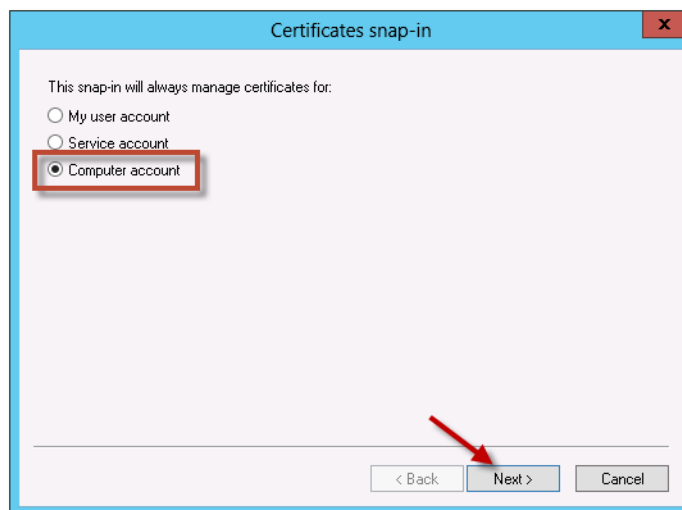 Certificates snap-in
x
This snap-in will always manage certificates for:
My user account
Service account
Computer account
< Back Next > Cancel